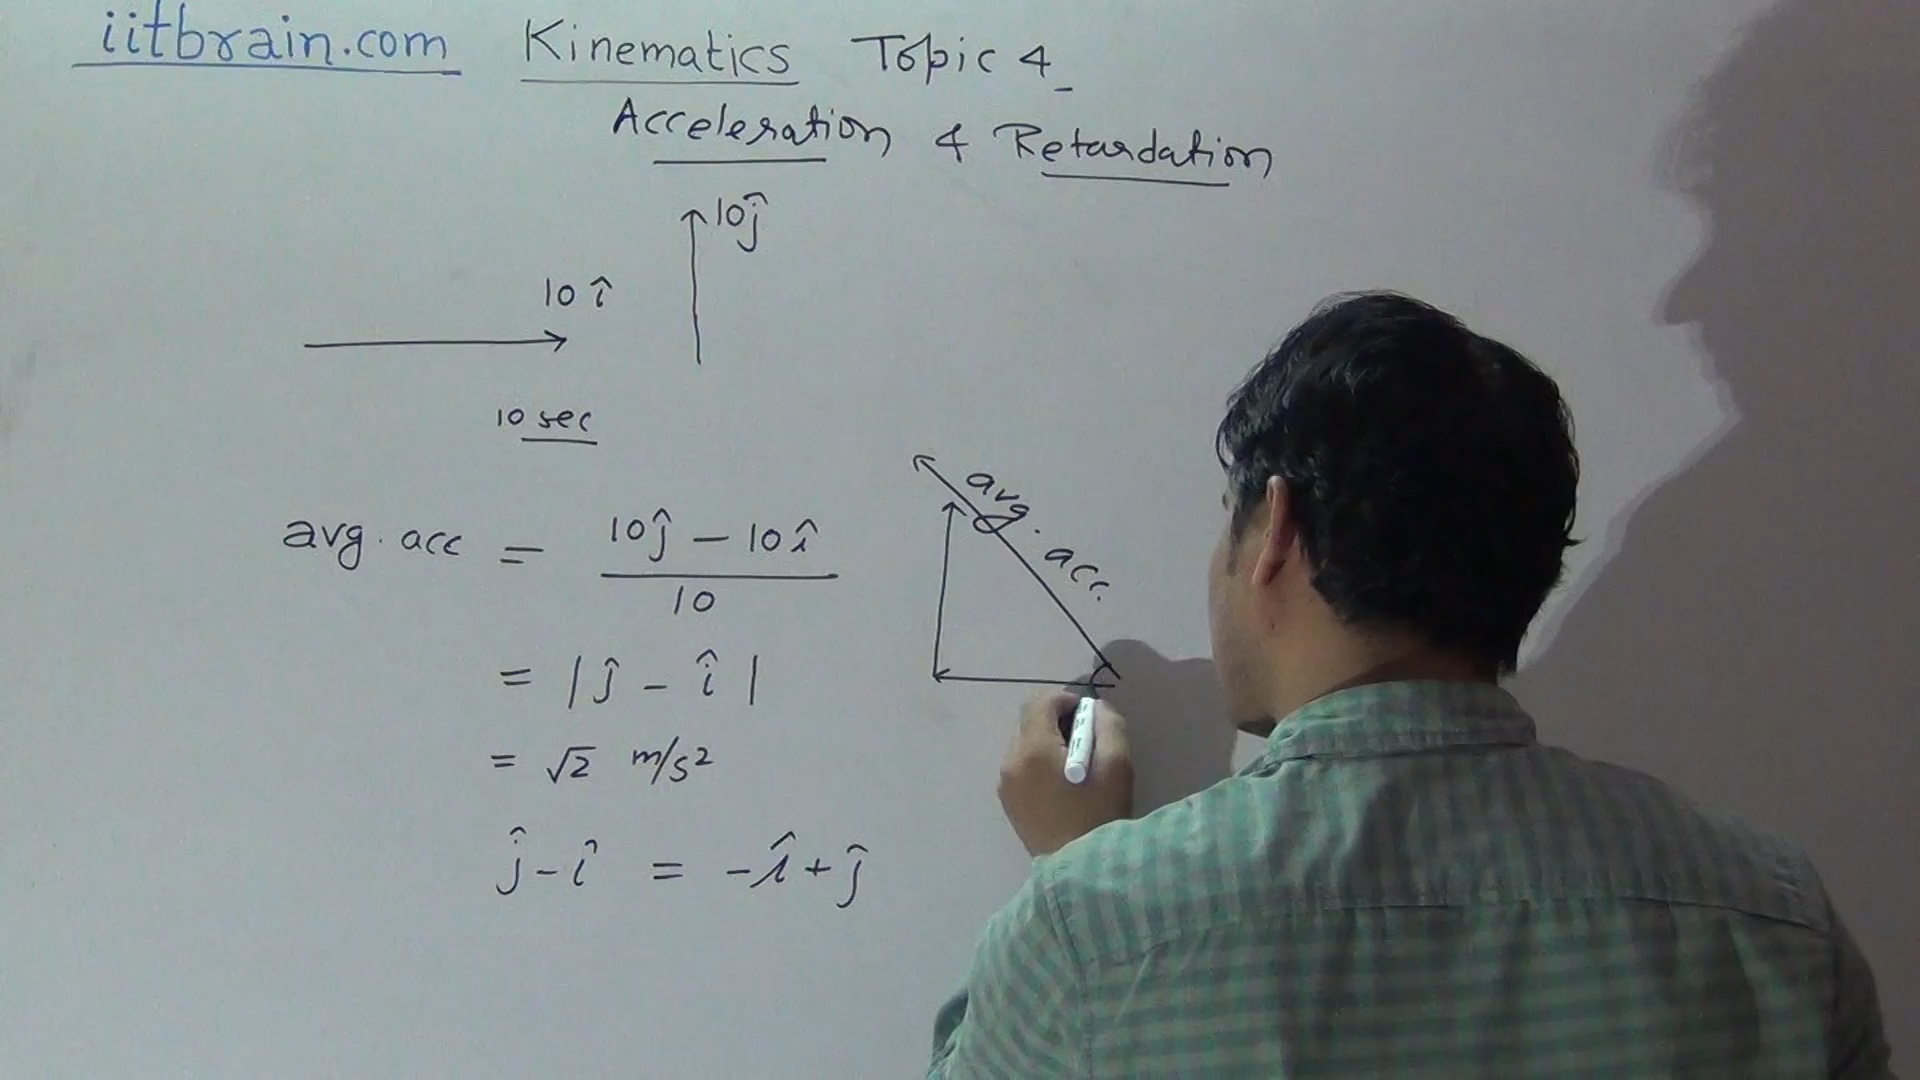 iitbrain.com Kinematics Topic 4
Acceleration & Retardation
10ĵ
10 î
10 sec
avg. acc = 10ĵ – 10î
10
= | ĵ – î |
= √2 m/s²
ĵ – î = -î + ĵ
avg. acc.